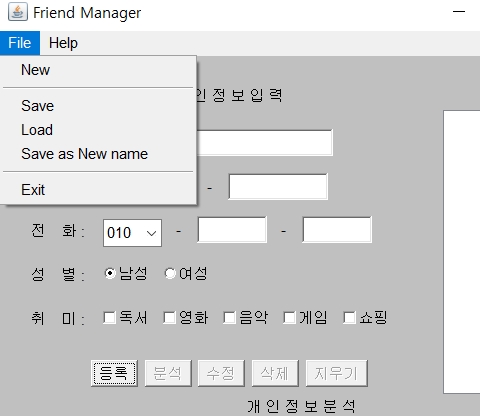 Friend Manager
File Help
New
Save
Load
Save as New name
Exit
인 정 보 입 력
-
전 화 : 010 - -
성 별 : 남성 여성
취 미 : 독서 영화 음악 게임 쇼핑
등록 분석 수정 삭제 지우기
개 인 정 보 분 석